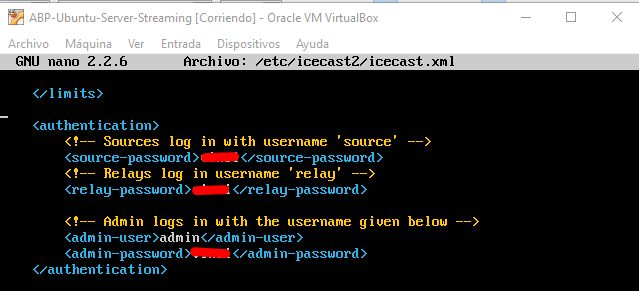 ABP-Ubuntu-Server-Streaming [Corriendo] - Oracle VM VirtualBox
Archivo Máquina Ver Entrada Dispositivos Ayuda
GNU nano 2.2.6 Archivo: /etc/icecast2/icecast.xml
</limits>
<authentication>
<!-- Sources log in with username 'source' -->
<source-password></source-password>
<!-- Relays log in username 'relay' -->
<relay-password></relay-password>
<!-- Admin logs in with the username given below -->
<admin-user>admin</admin-user>
<admin-password></admin-password>
</authentication>